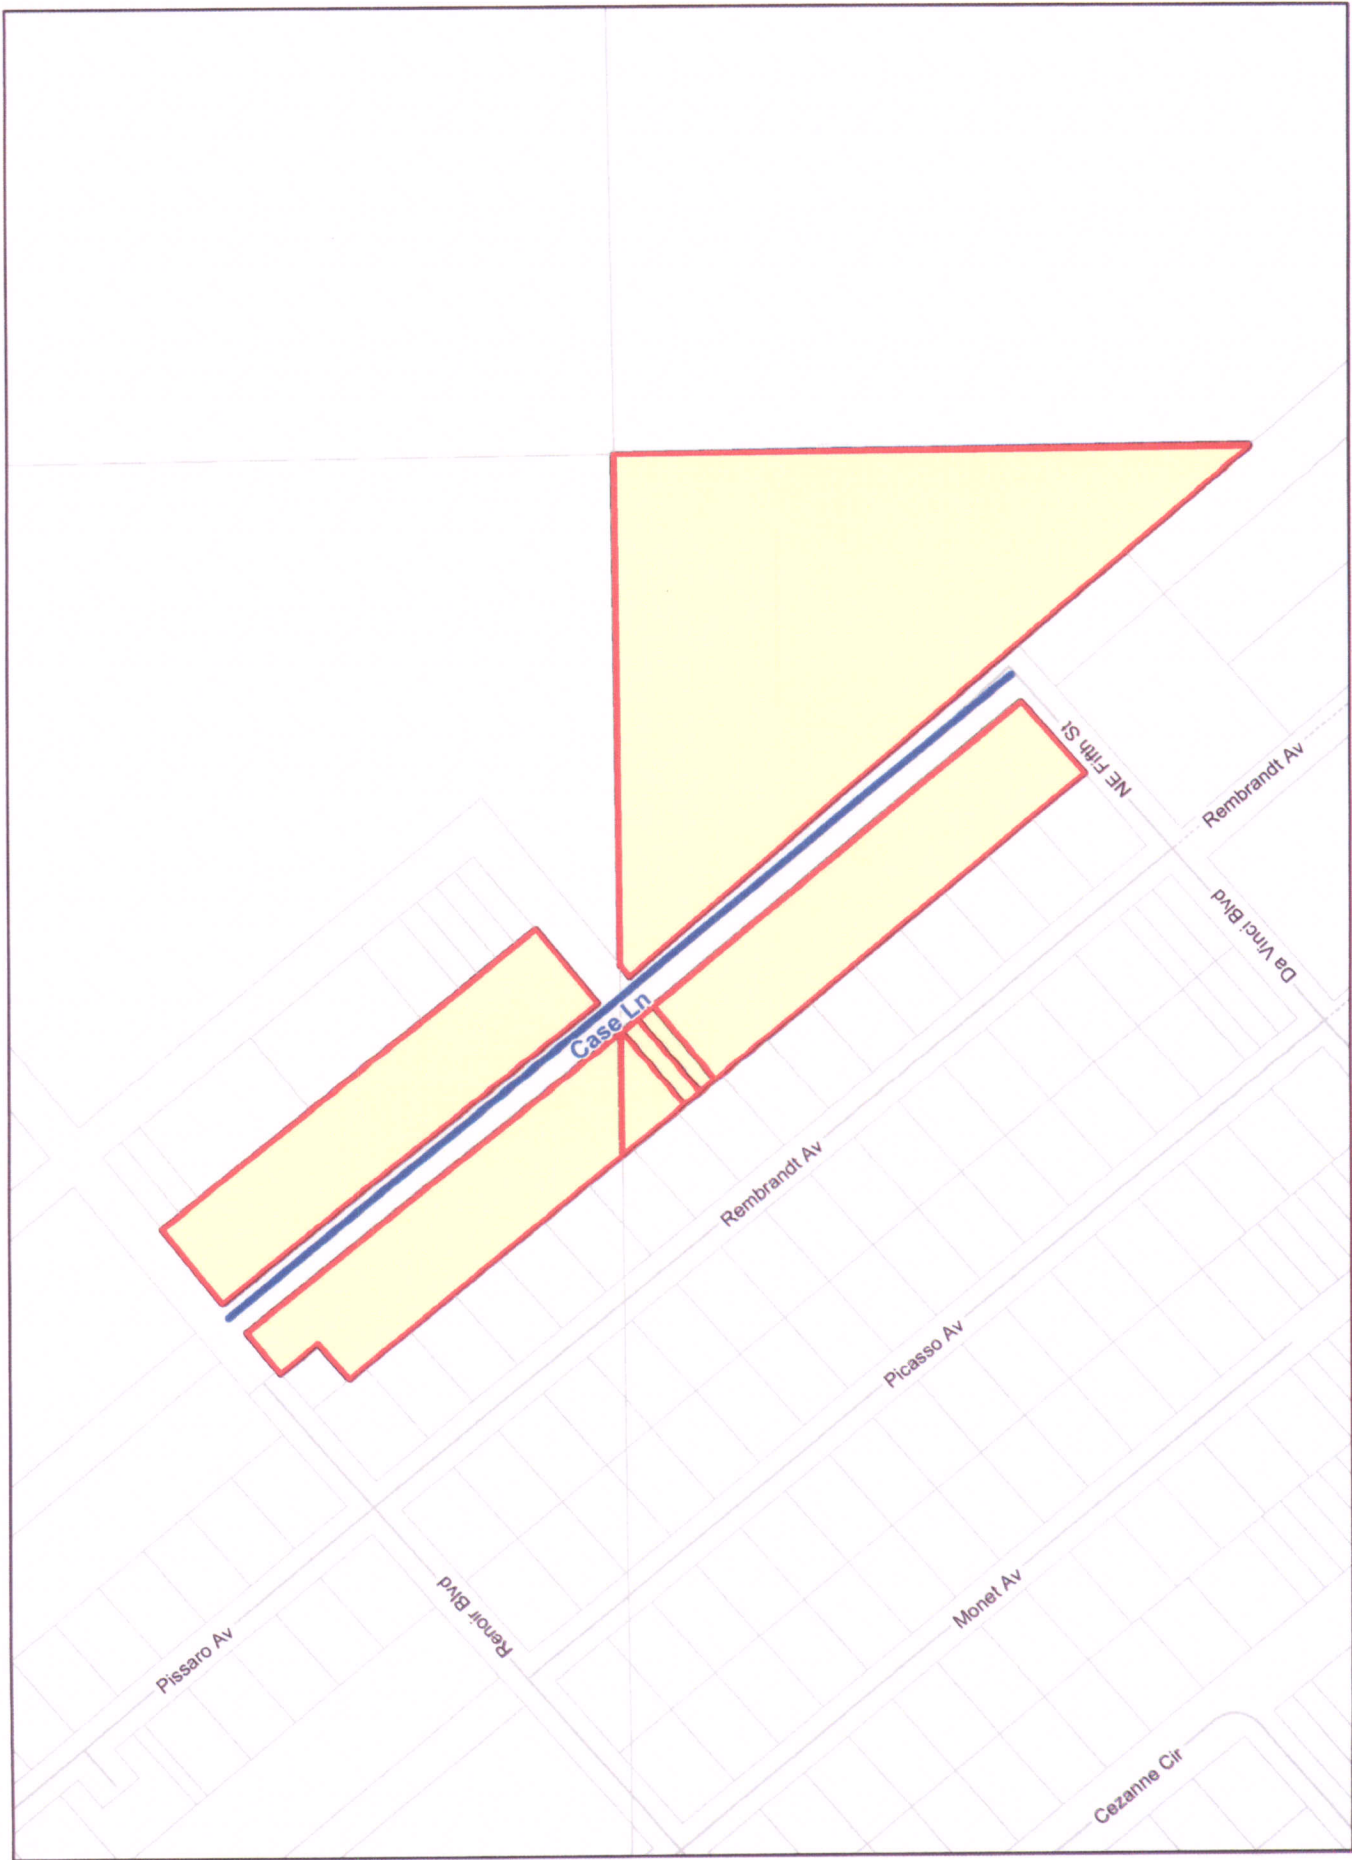 NE Fifth St
Rembrandt Av
Da Vinci Blvd
Case Ln
Rembrandt Av
Picasso Av
Monet Av
Renoir Blvd
Pissaro Av
Cezanne Cir